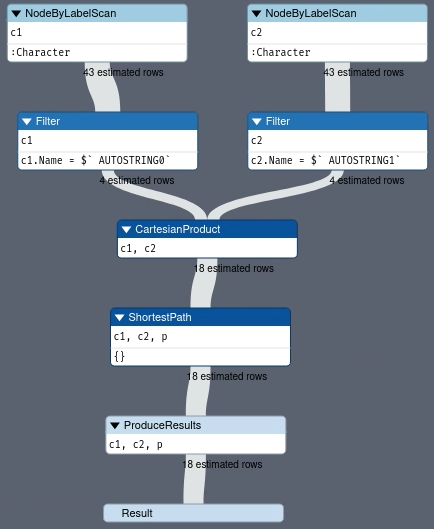 NodeByLabelScan
c1
:Character
43 estimated rows
NodeByLabelScan
c2
:Character
43 estimated rows
Filter
c1
c1.Name = $` AUTOSTRING0`
4 estimated rows
Filter
c2
c2.Name = $` AUTOSTRING1`
4 estimated rows
CartesianProduct
c1, c2
18 estimated rows
ShortestPath
c1, c2, p
{}
18 estimated rows
ProduceResults
c1, c2, p
18 estimated rows
Result